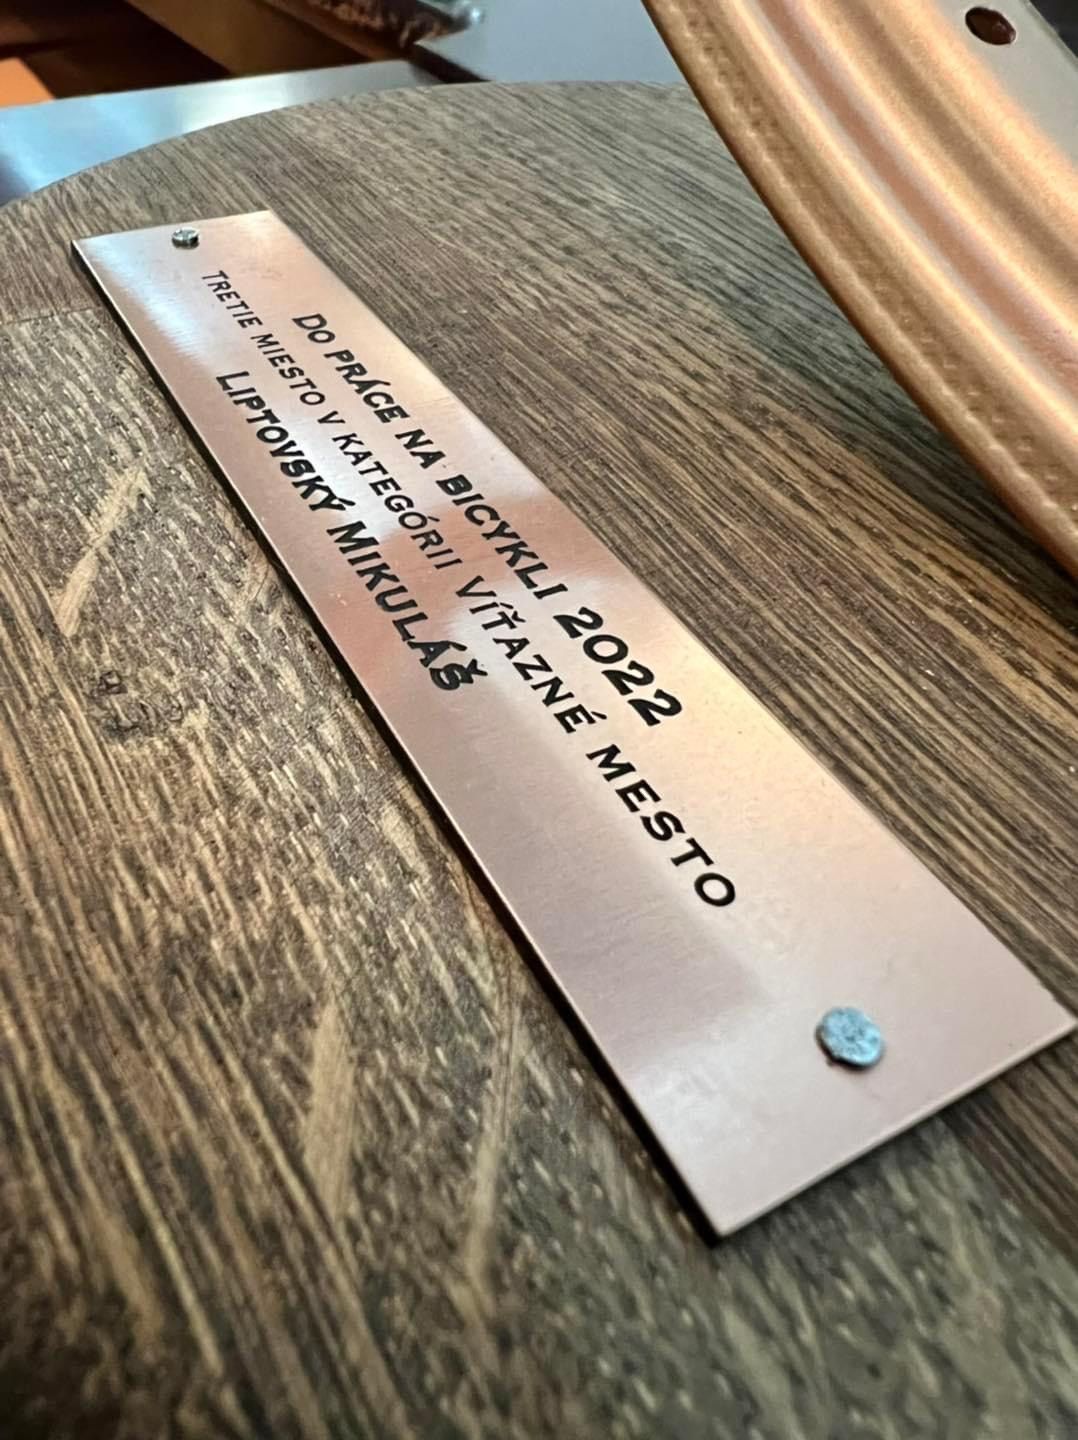 DO PRÁCE NA BICYKLI 2022
TRETIE MIESTO V KATEGÓRII VÍŤAZNÉ MESTO
LIPTOVSKÝ MIKULÁŠ